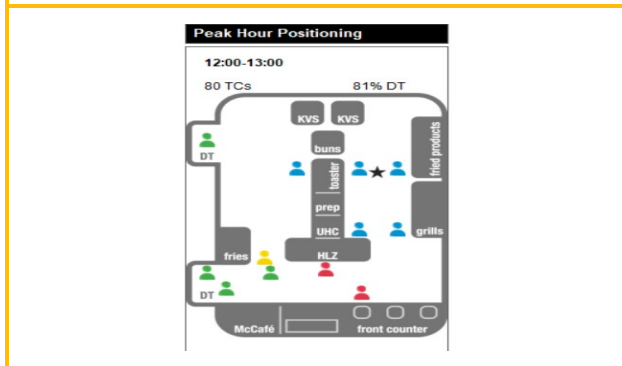 Peak Hour Positioning
12:00-13:00
80 TCs 81% DT
KVS KVS
buns
fried products
DT
toaster
prep
UHC
grills
fries
HLZ
DT
McCafé
front counter